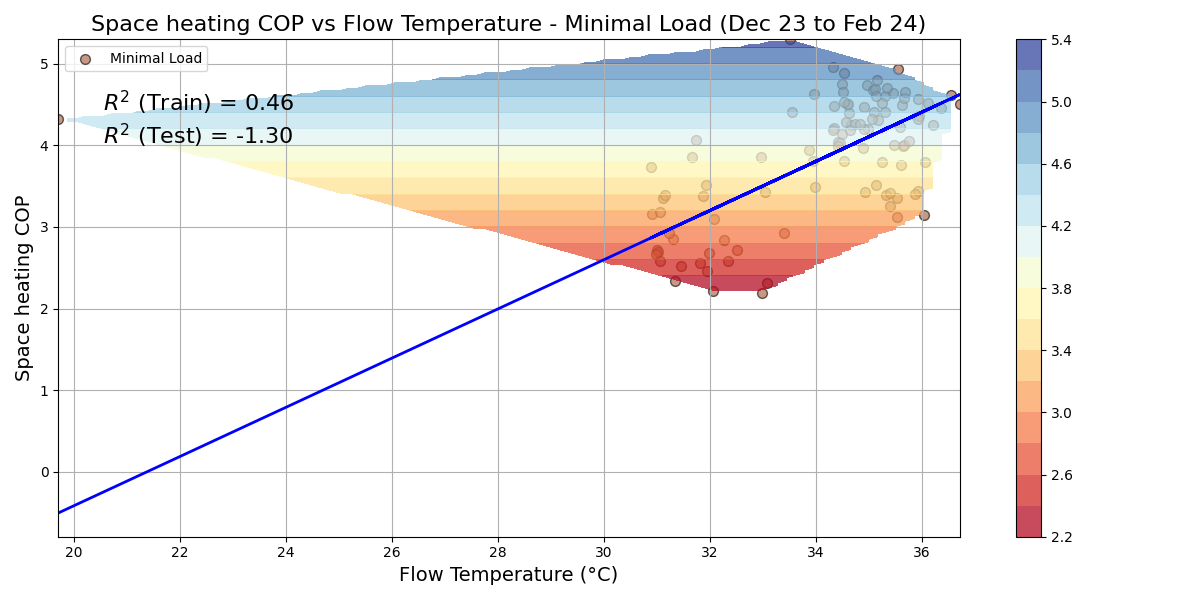 Space heating COP vs Flow Temperature - Minimal Load (Dec 23 to Feb 24)
Minimal Load
R² (Train) = 0.46
R² (Test) = -1.30
Space heating COP
5
4
3
2
1
0
20 22 24 26 28 30 32 34 36
Flow Temperature (°C)
5.4
5.0
4.6
4.2
3.8
3.4
3.0
2.6
2.2